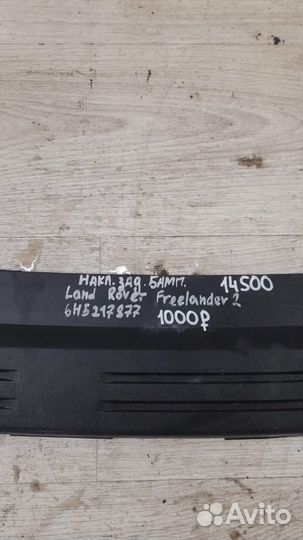 НАКЛ. ЗАД. БАМП. 14500
Land Rover Freelander 2
6H5217877 1000₽
Avito